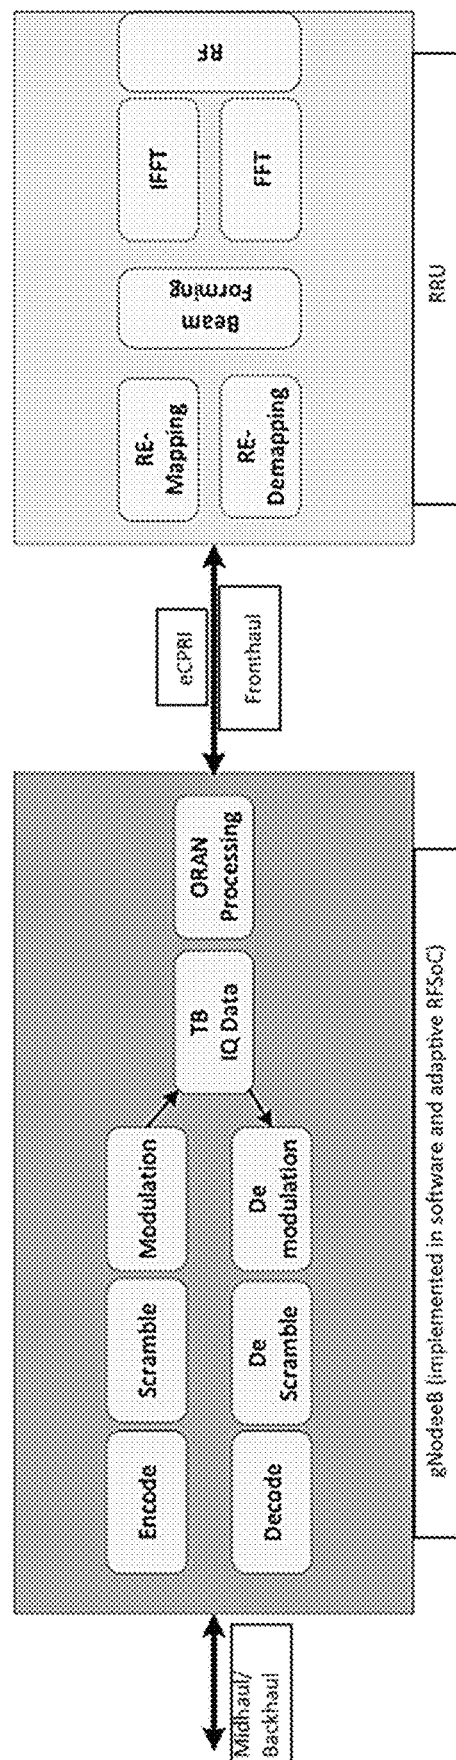 Midhaul/
Backhaul
Encode
Scramble
Modulation
Decode
De
Scramble
De
modulation
TB
IQ Data
ORAN
Processing
gNodeeB (implemented in software and adaptive RFSoC)
eCPRI
Fronthaul
RE-
Mapping
RE-
Demapping
Beam
Forming
IFFT
FFT
RF
RRU